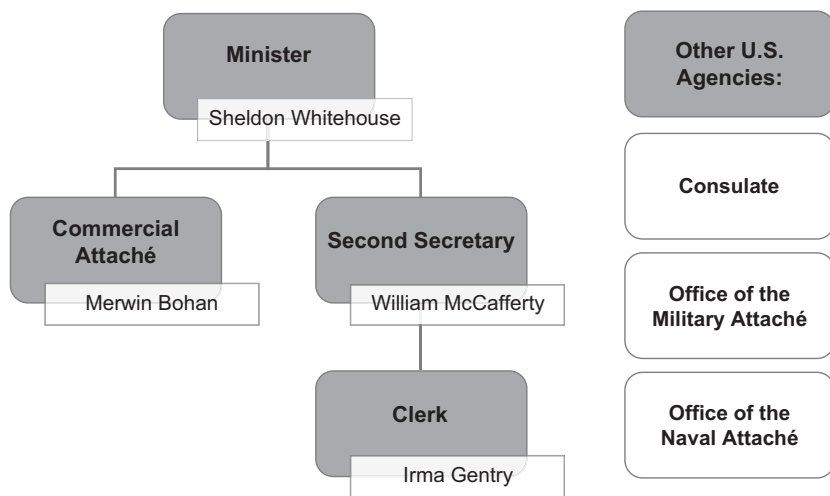 Minister
Sheldon Whitehouse
Commercial
Attaché
Merwin Bohan
Second Secretary
William McCafferty
Clerk
Irma Gentry
Other U.S.
Agencies:
Consulate
Office of the
Military Attaché
Office of the
Naval Attaché